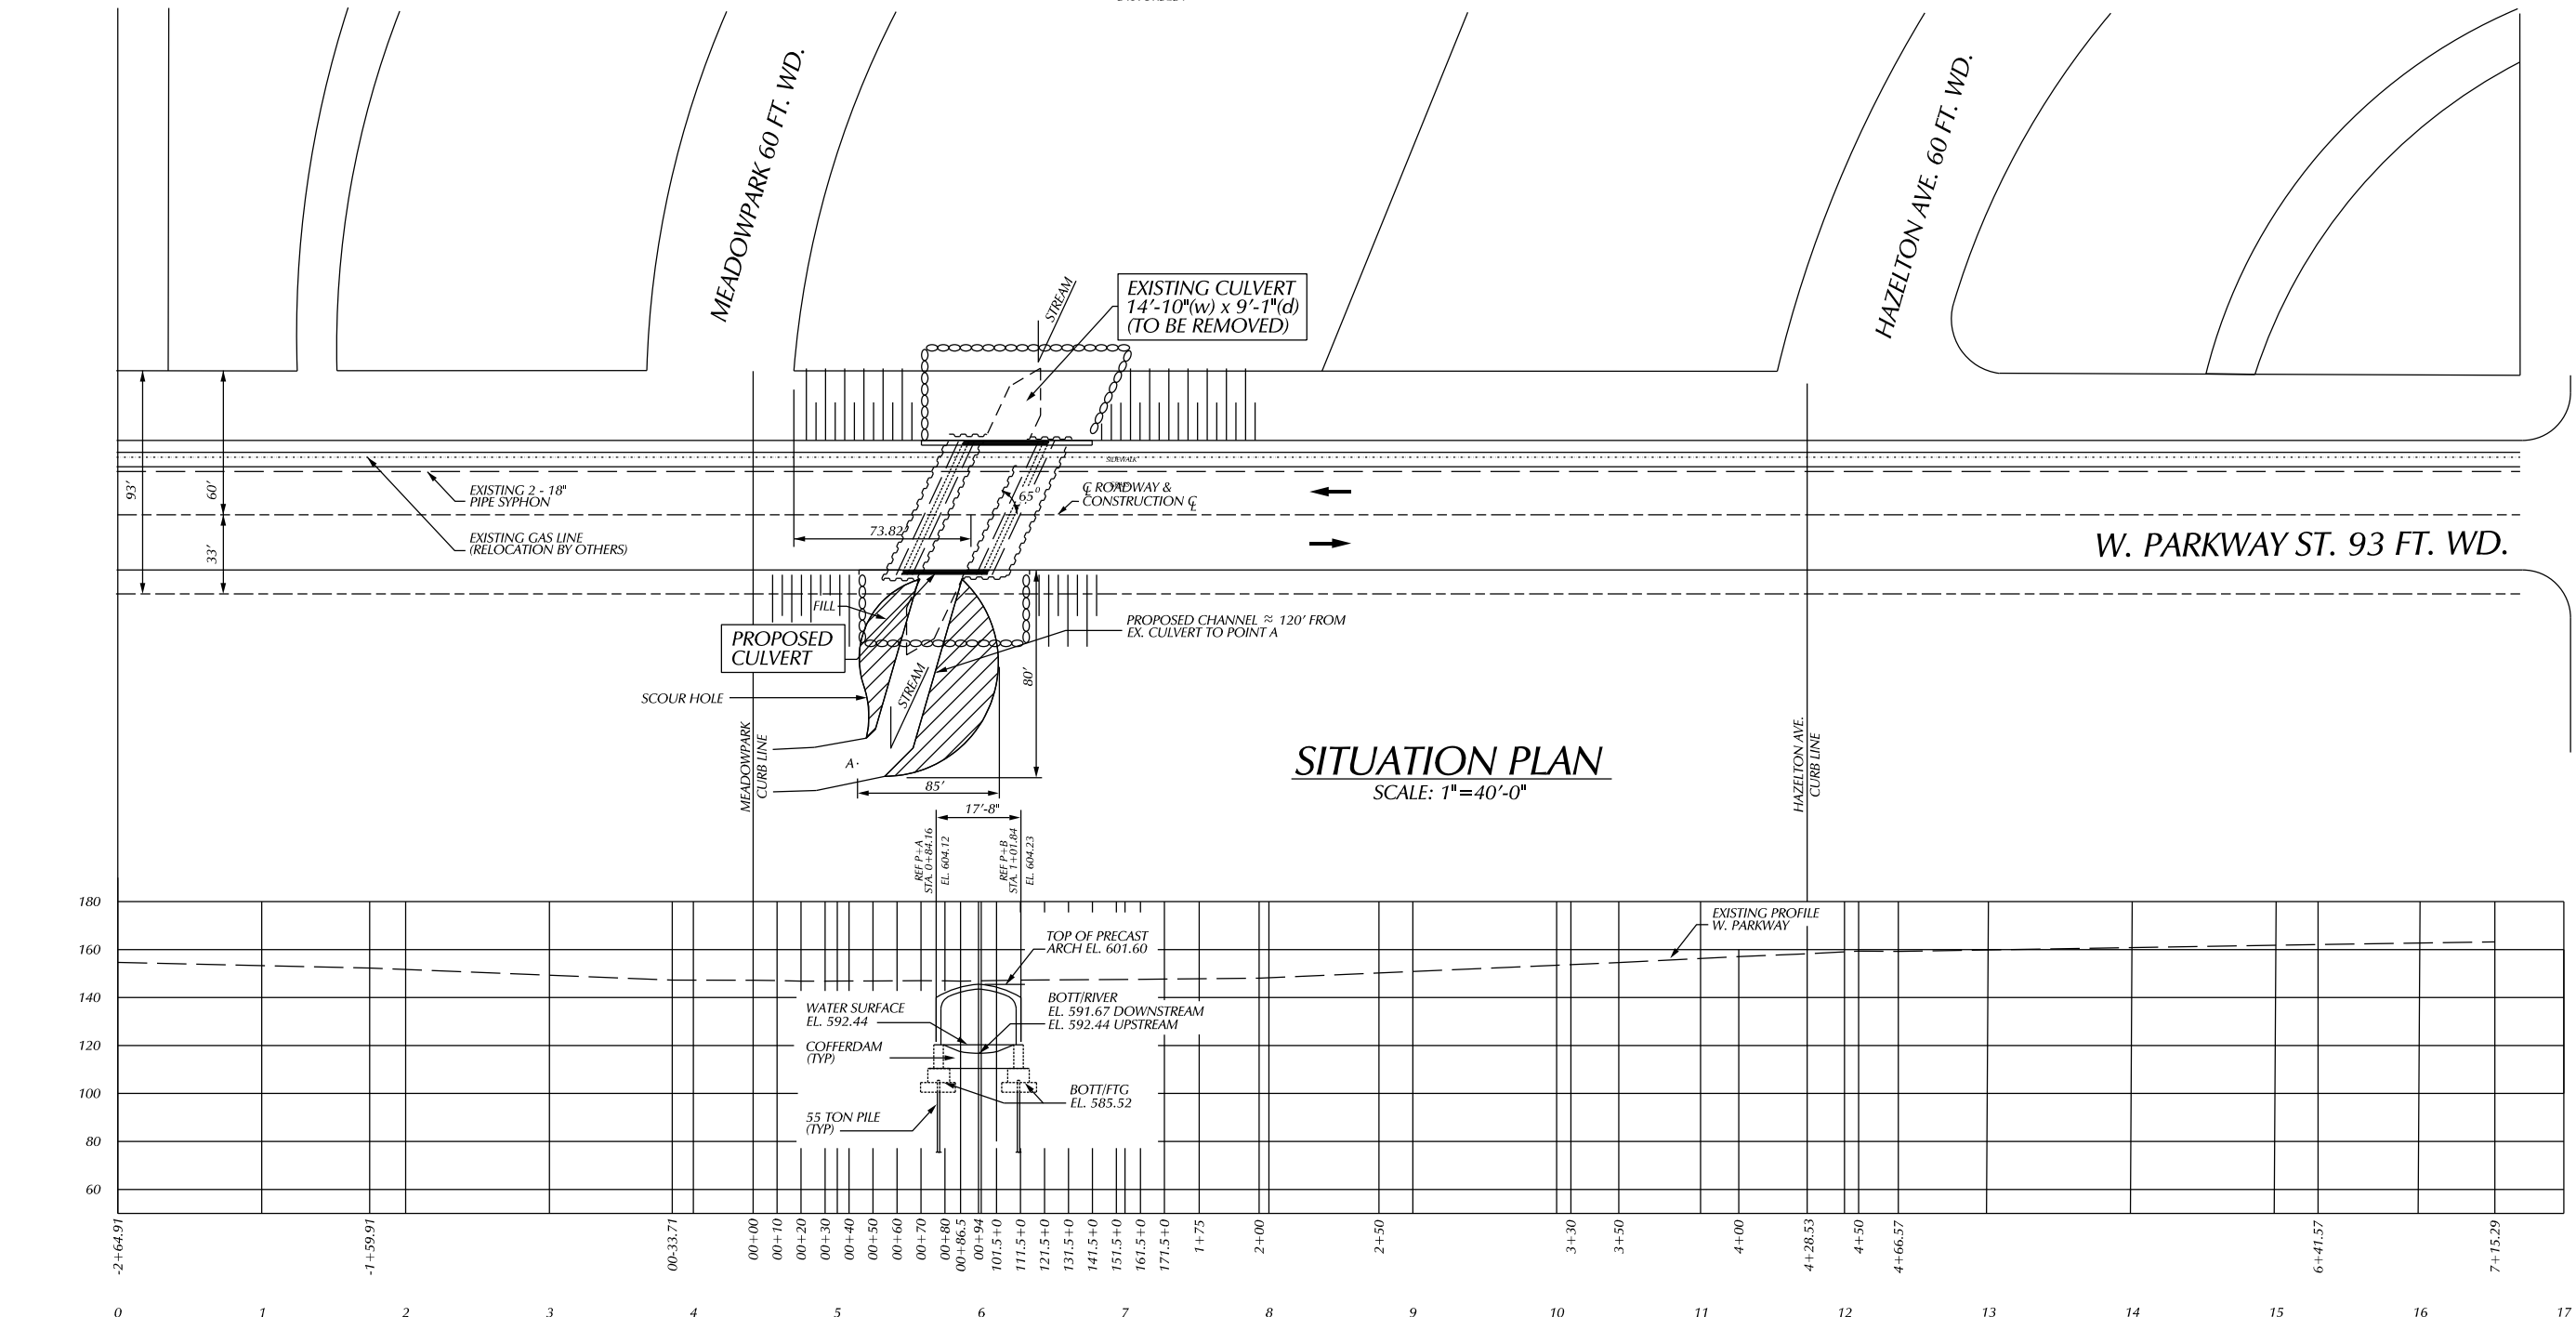 MEADOWPARK 60 FT. WD.
HAZELTON AVE. 60 FT. WD.
STREAM
EXISTING CULVERT
14'-10"(w) x 9'-1"(d)
(TO BE REMOVED)
93'
60'
33'
EXISTING 2 - 18"
PIPE SYPHON
EXISTING GAS LINE
(RELOCATION BY OTHERS)
SIDEWALK
65°
℄ ROADWAY &
CONSTRUCTION ℄
73.82'
W. PARKWAY ST. 93 FT. WD.
FILL
PROPOSED
CULVERT
PROPOSED CHANNEL ≈ 120' FROM
EX. CULVERT TO POINT A
STREAM
80'
SCOUR HOLE
MEADOWPARK
CURB LINE
A
85'
SITUATION PLAN
SCALE: 1"=40'-0"
HAZELTON AVE.
CURB LINE
17'-8"
REF P+A
STA. 0+84.16
EL. 604.12
REF P+B
STA. 1+01.84
EL. 604.23
180
160
140
120
100
80
60
EXISTING PROFILE
W. PARKWAY
TOP OF PRECAST
ARCH EL. 601.60
WATER SURFACE
EL. 592.44
BOTT/RIVER
EL. 591.67 DOWNSTREAM
EL. 592.44 UPSTREAM
COFFERDAM
(TYP)
BOTT/FTG
EL. 585.52
55 TON PILE
(TYP)
-2+64.91
-1+59.91
00-33.71
00+00
00+10
00+20
00+30
00+40
00+50
00+60
00+70
00+80
00+86.5
00+94
101.5+0
111.5+0
121.5+0
131.5+0
141.5+0
151.5+0
161.5+0
171.5+0
1+75
2+00
2+50
3+30
3+50
4+00
4+28.53
4+50
4+66.57
6+41.57
7+15.29
0 1 2 3 4 5 6 7 8 9 10 11 12 13 14 15 16 17